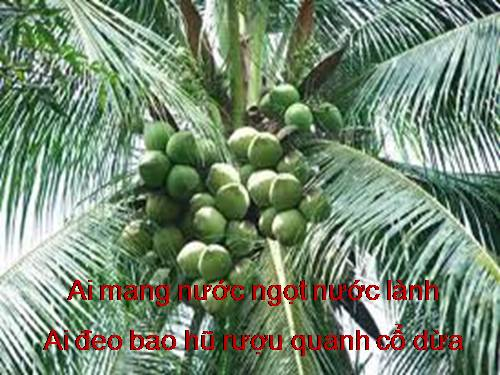 Ai mang nước ngọt nước lành
Ai đeo bao hũ rượu quanh cổ dừa